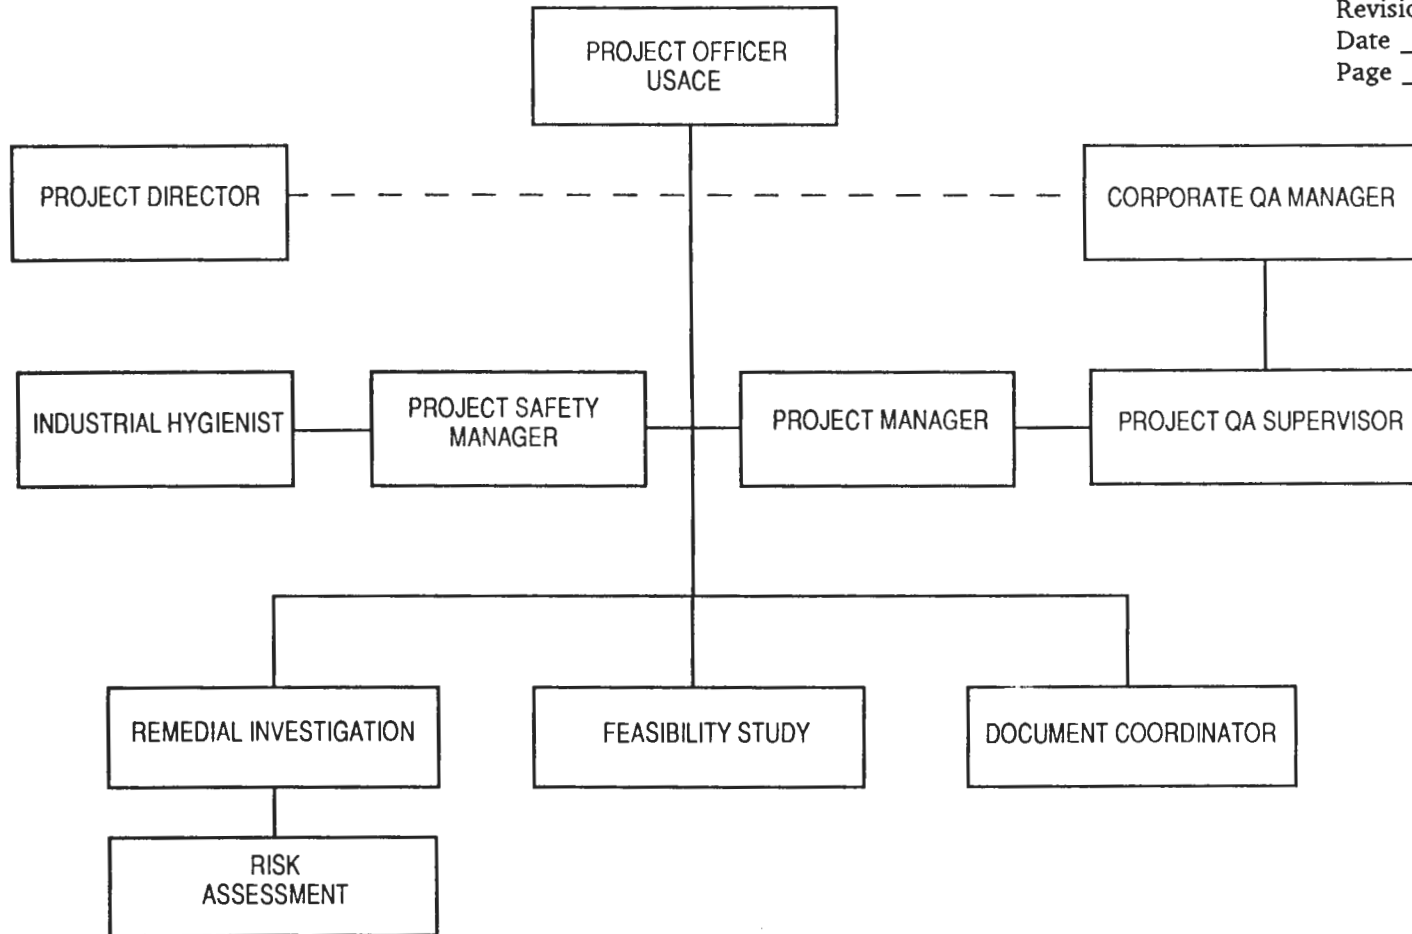 Revisio
Date _
Page _
PROJECT OFFICER
USACE
PROJECT DIRECTOR
CORPORATE QA MANAGER
INDUSTRIAL HYGIENIST
PROJECT SAFETY
MANAGER
PROJECT MANAGER
PROJECT QA SUPERVISOR
REMEDIAL INVESTIGATION
FEASIBILITY STUDY
DOCUMENT COORDINATOR
RISK
ASSESSMENT